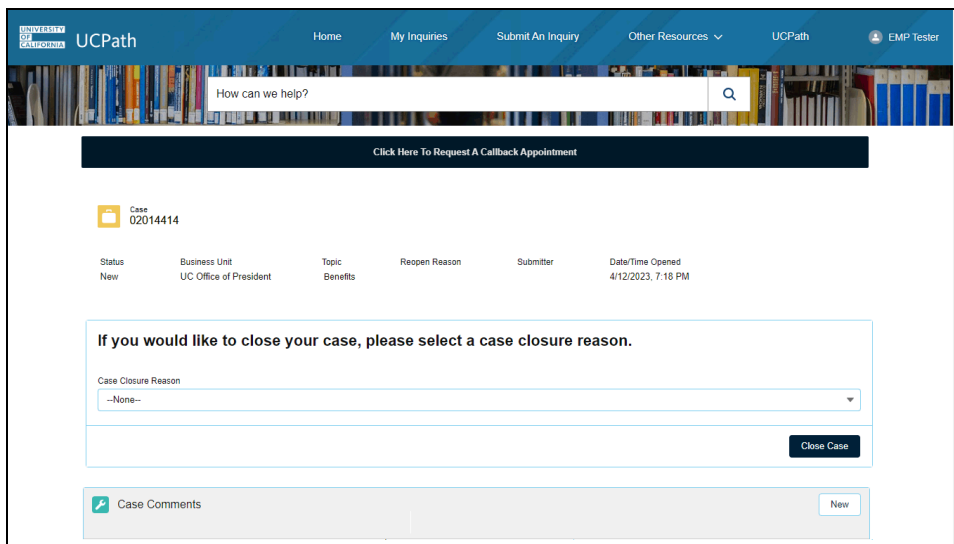 UNIVERSITY
OF
CALIFORNIA
UCPath
Home
My Inquiries
Submit An Inquiry
Other Resources
UCPath
EMP Tester
How can we help?
Click Here To Request A Callback Appointment
Case
02014414
Status
Business Unit
Topic
Reopen Reason
Submitter
Date/Time Opened
New
UC Office of President
Benefits
4/12/2023, 7:18 PM
If you would like to close your case, please select a case closure reason.
Case Closure Reason
--None--
Close Case
Case Comments
New